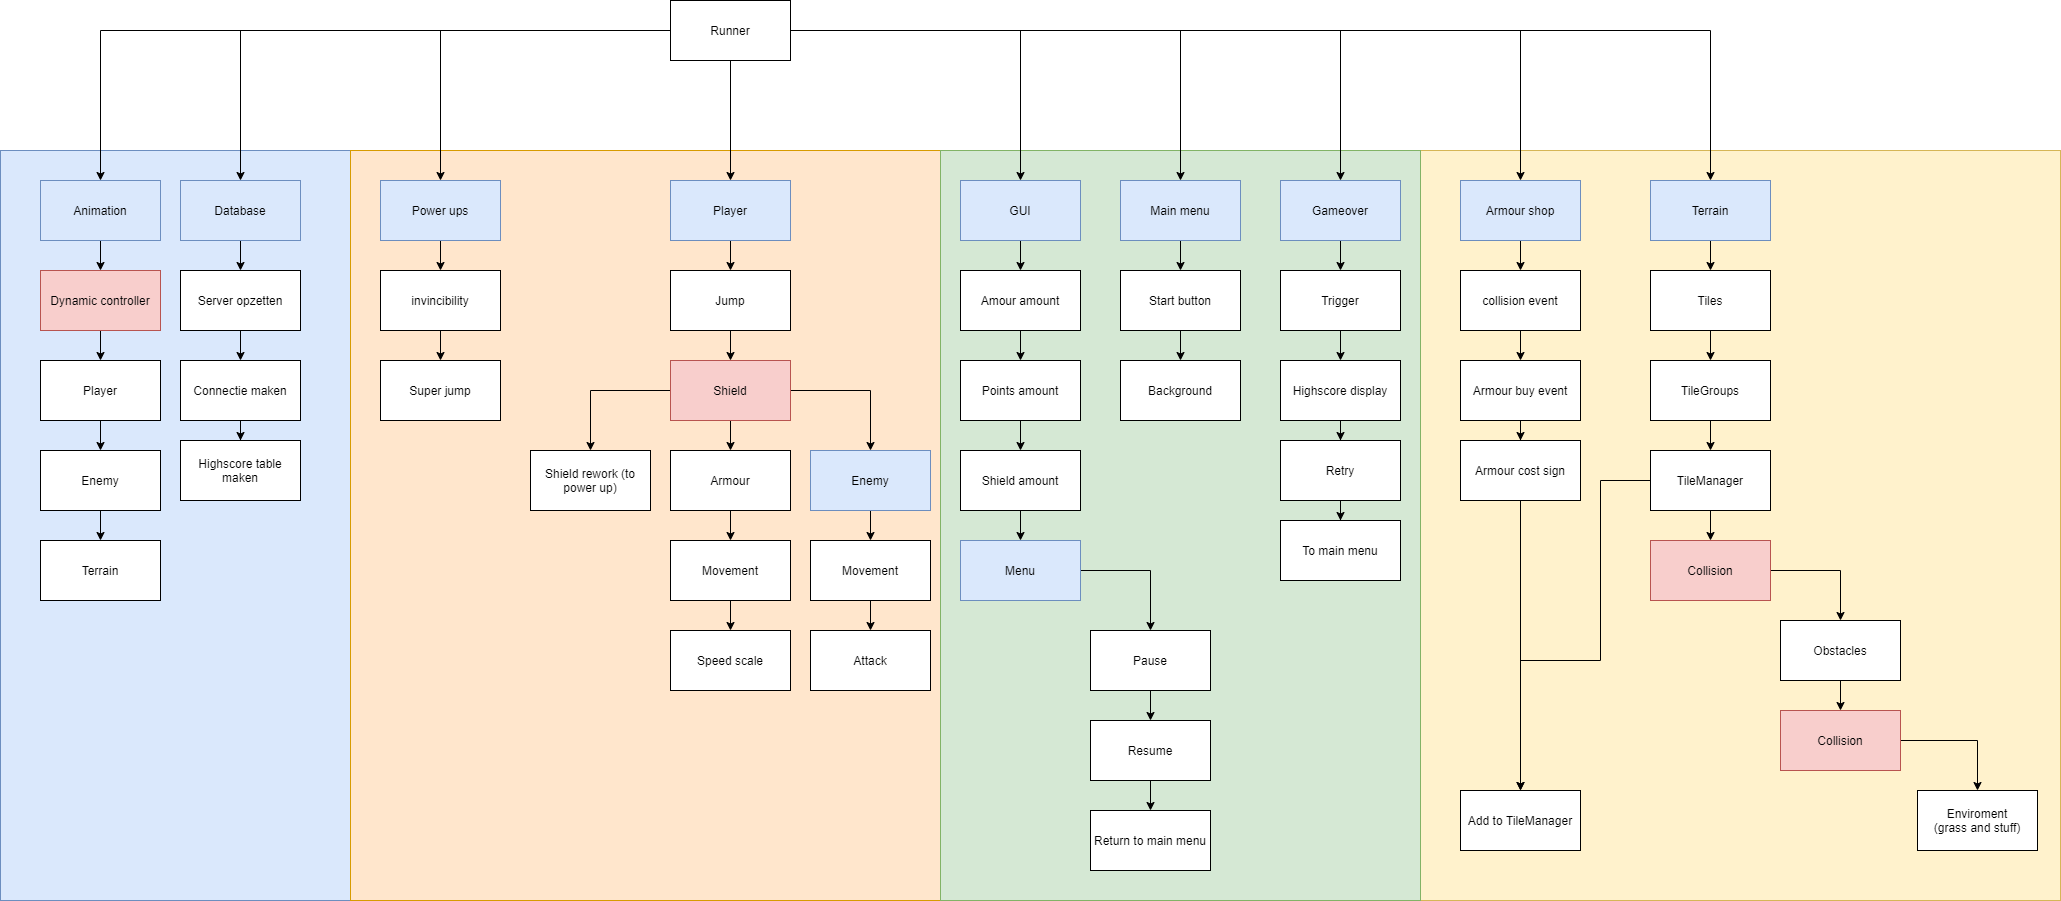 Runner
Animation
Database
Power ups
Player
GUI
Main menu
Gameover
Armour shop
Terrain
Dynamic controller
Server opzetten
invincibility
Jump
Amour amount
Start button
Trigger
collision event
Tiles
Player
Connectie maken
Super jump
Shield
Points amount
Background
Highscore display
Armour buy event
TileGroups
Enemy
Highscore table
maken
Shield rework (to
power up)
Armour
Enemy
Shield amount
Retry
Armour cost sign
TileManager
Terrain
Movement
Movement
Menu
To main menu
Collision
Speed scale
Attack
Pause
Obstacles
Resume
Collision
Return to main menu
Add to TileManager
Enviroment
(grass and stuff)